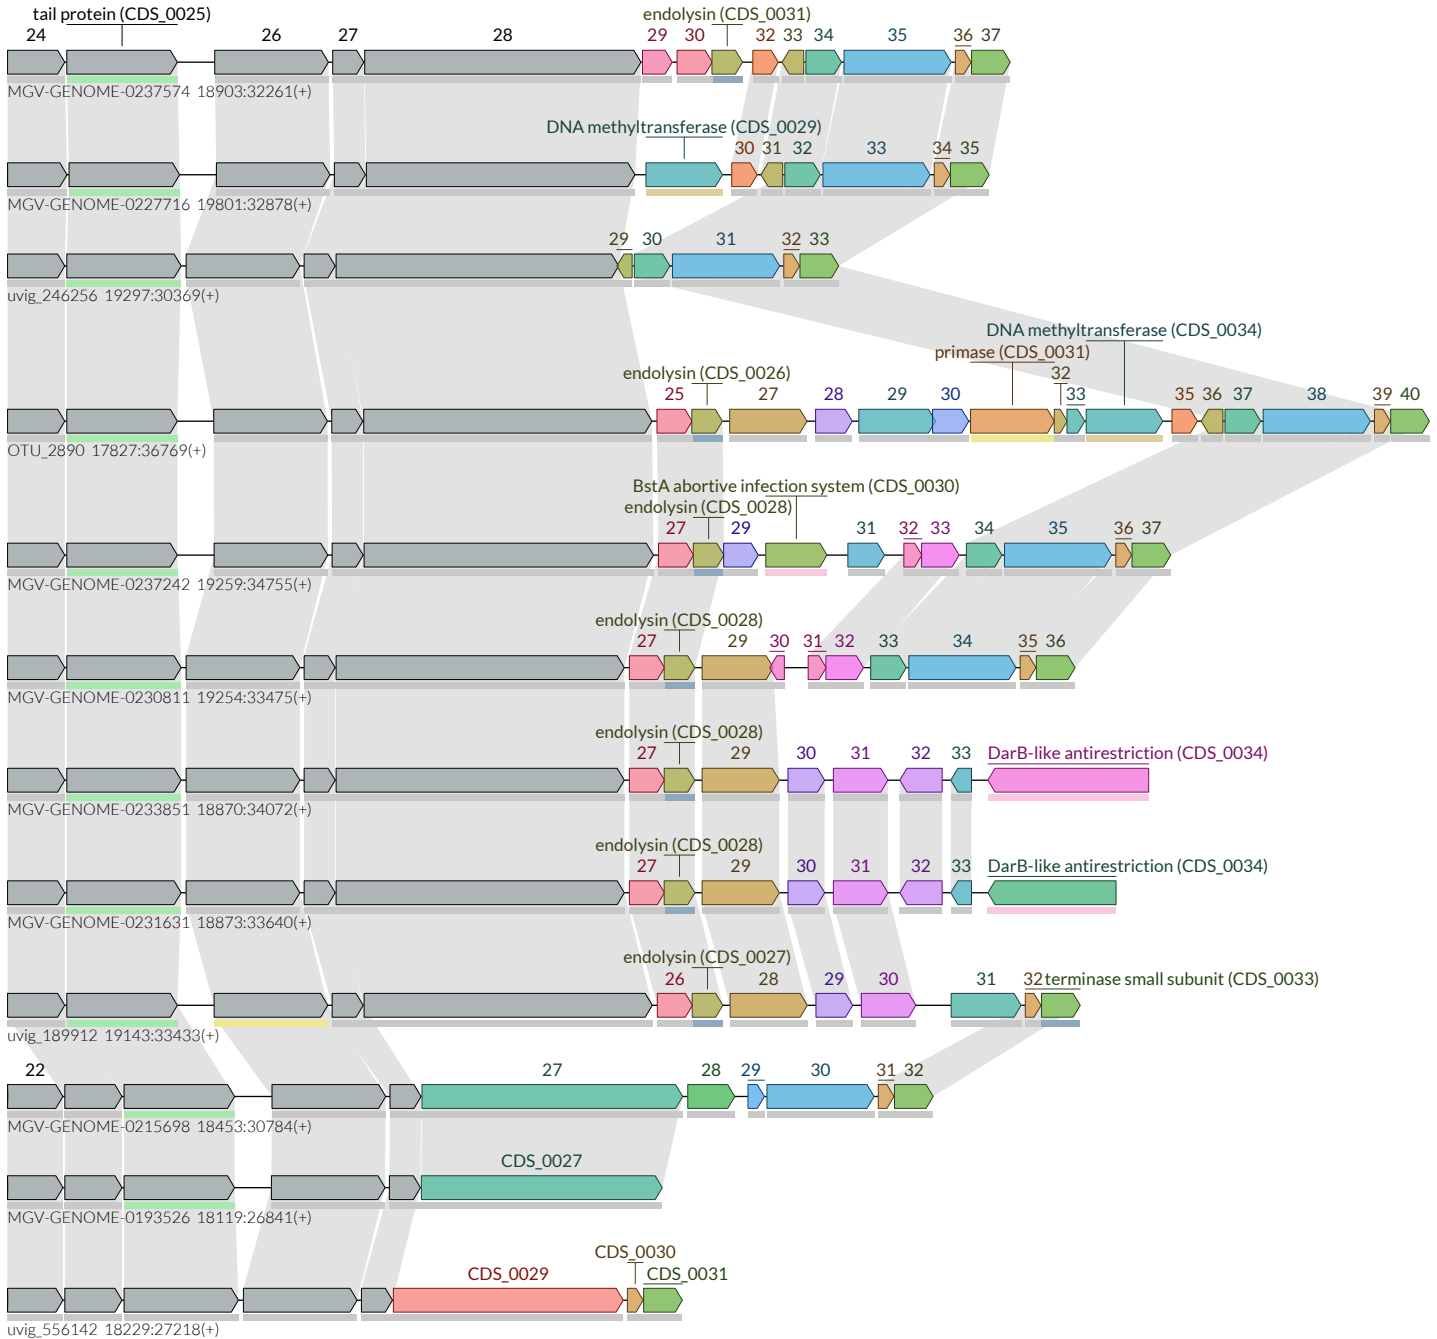 tail protein (CDS_0025) endolysin (CDS_0031)
24 26 27 28 29 30 32 33 34 35 36 37
MGV-GENOME-0237574 18903:32261(+)
DNA methyltransferase (CDS_0029)
30 31 32 33 34 35
MGV-GENOME-0227716 19801:32878(+)
29 30 31 32 33
uvig_246256 19297:30369(+)
DNA methyltransferase (CDS_0034)
primase (CDS_0031)
endolysin (CDS_0026) 32
25 27 28 29 30 33 35 36 37 38 39 40
OTU_2890 17827:36769(+)
BstA abortive infection system (CDS_0030)
endolysin (CDS_0028)
27 29 31 32 33 34 35 36 37
MGV-GENOME-0237242 19259:34755(+)
endolysin (CDS_0028)
27 29 30 31 32 33 34 35 36
MGV-GENOME-0230811 19254:33475(+)
endolysin (CDS_0028)
27 29 30 31 32 33 DarB-like antirestriction (CDS_0034)
MGV-GENOME-0233851 18870:34072(+)
endolysin (CDS_0028)
27 29 30 31 32 33 DarB-like antirestriction (CDS_0034)
MGV-GENOME-0231631 18873:33640(+)
endolysin (CDS_0027)
26 28 29 30 31 32 terminase small subunit (CDS_0033)
uvig_189912 19143:33433(+)
22 27 28 29 30 31 32
MGV-GENOME-0215698 18453:30784(+)
CDS_0027
MGV-GENOME-0193526 18119:26841(+)
CDS_0030
CDS_0029 CDS_0031
uvig_556142 18229:27218(+)